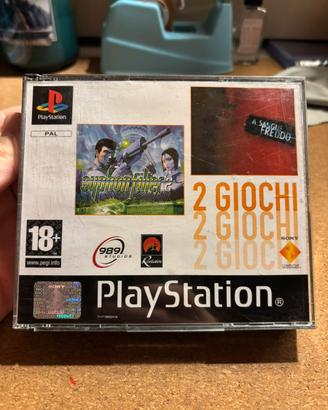 PlayStation
PAL
A SANGUE
FREDDO
syphon filter
2 GIOCHI
2 GIOCHI
2 GIOCHI
18+
www.pegi.info
989
STUDIOS
SONY
PlayStation®
SONY